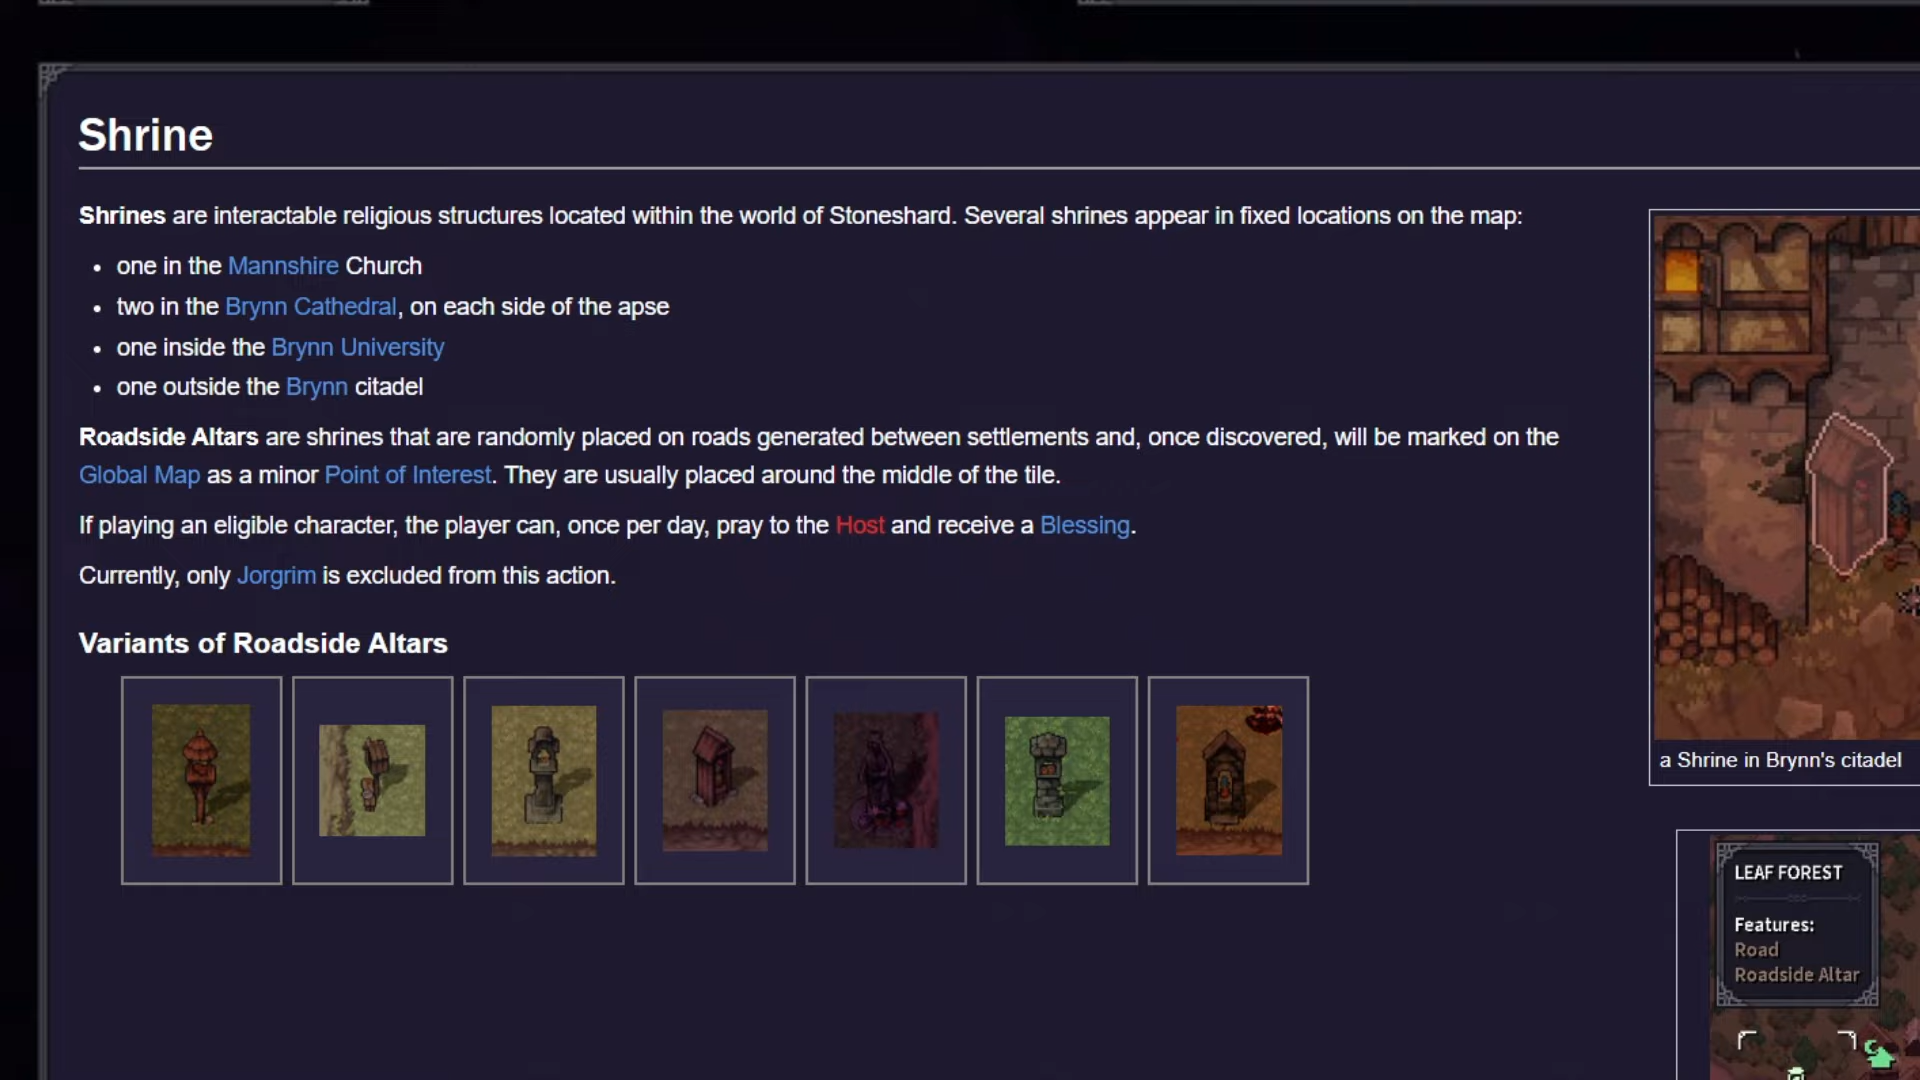 Shrine
Shrines are interactable religious structures located within the world of Stoneshard. Several shrines appear in fixed locations on the map:
one in the Mannshire Church
two in the Brynn Cathedral, on each side of the apse
one inside the Brynn University
one outside the Brynn citadel
Roadside Altars are shrines that are randomly placed on roads generated between settlements and, once discovered, will be marked on the
Global Map as a minor Point of Interest. They are usually placed around the middle of the tile.
If playing an eligible character, the player can, once per day, pray to the Host and receive a Blessing.
Currently, only Jorgrim is excluded from this action.
Variants of Roadside Altars
a Shrine in Brynn's citadel
LEAF FOREST
Features:
Road
Roadside Altar